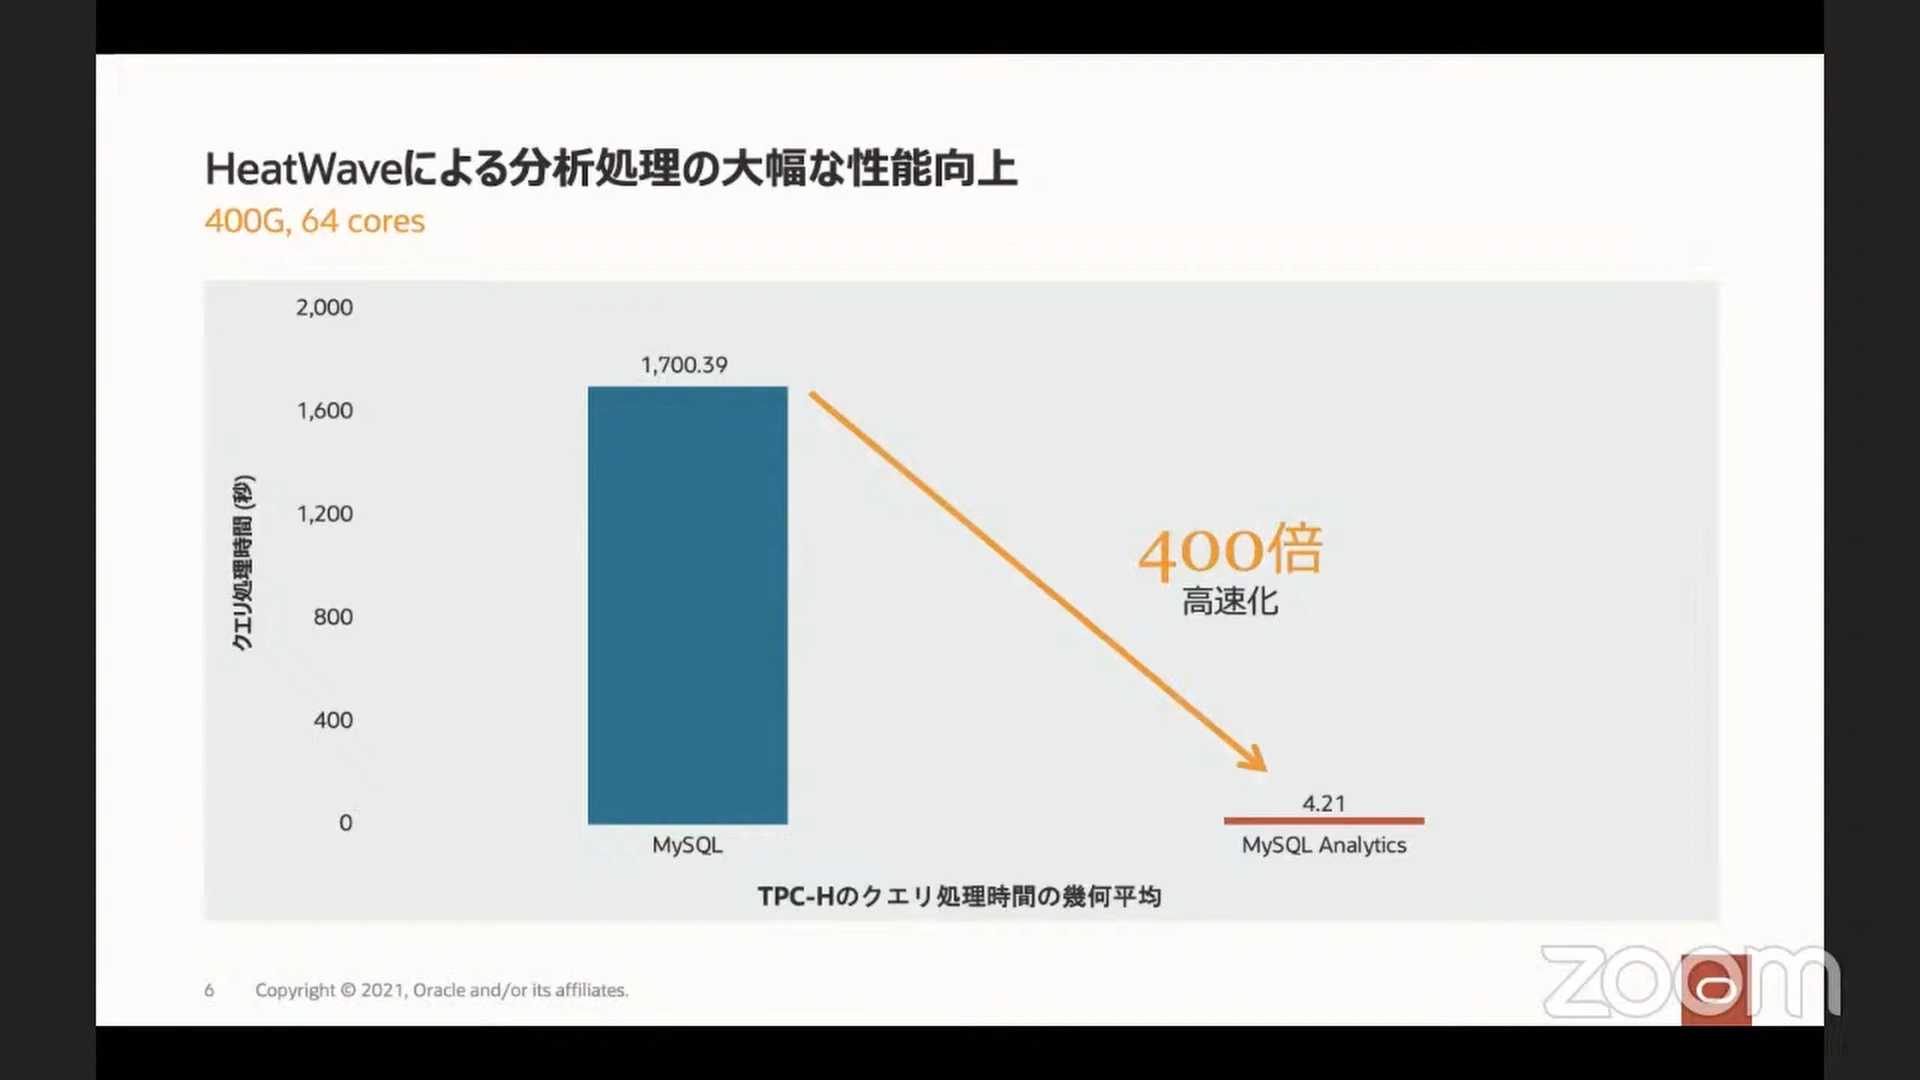 HeatWaveによる分析処理の大幅な性能向上
400G, 64 cores
クエリ処理時間 (秒)
2,000
1,600
1,200
800
400
0
1,700.39
400倍
高速化
4.21
MySQL
MySQL Analytics
TPC-Hのクエリ処理時間の幾何平均
6 Copyright © 2021, Oracle and/or its affiliates.
zoom